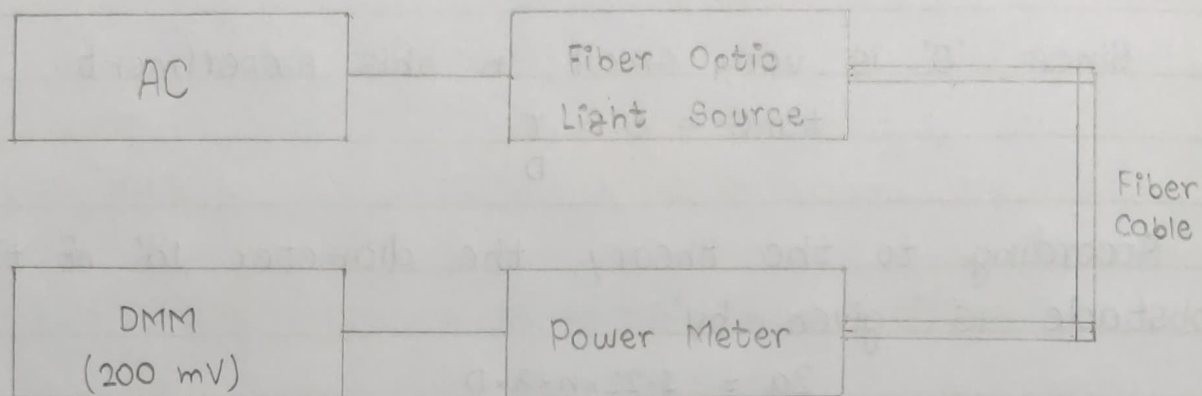 AC
Fiber Optic
Light Source
Fiber
Cable
DMM
(200 mV)
Power Meter